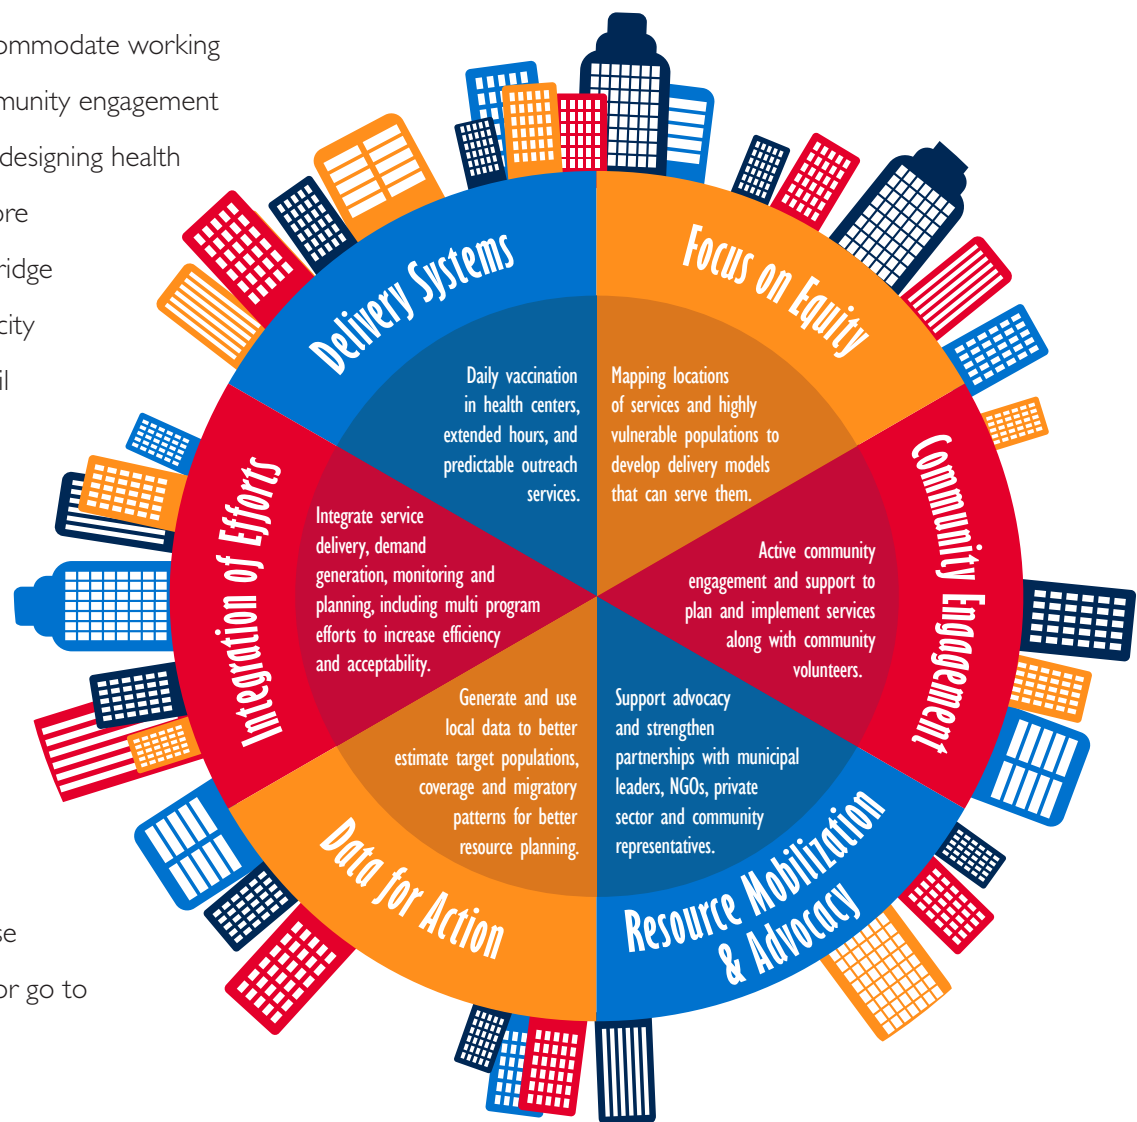 ommodate working
munity engagement
designing health
ore
ridge
city
il
se
or go to
Delivery Systems
Daily vaccination
in health centers,
extended hours, and
predictable outreach
services.
Focus on Equity
Mapping locations
of services and highly
vulnerable populations to
develop delivery models
that can serve them.
Community Engagement
Active community
engagement and support to
plan and implement services
along with community
volunteers.
Resource Mobilization
& Advocacy
Support advocacy
and strengthen
partnerships with municipal
leaders, NGOs, private
sector and community
representatives.
Data for Action
Generate and use
local data to better
estimate target populations,
coverage and migratory
patterns for better
resource planning.
Integration of Efforts
Integrate service
delivery, demand
generation, monitoring and
planning, including multi program
efforts to increase efficiency
and acceptability.